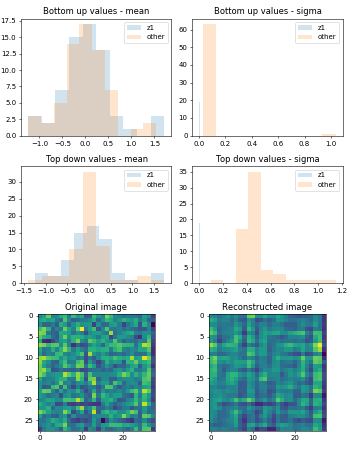 Bottom up values - mean
17.5
15.0
12.5
10.0
7.5
5.0
2.5
0.0
z1
other
−1.0 −0.5 0.0 0.5 1.0 1.5
Bottom up values - sigma
60
50
40
30
20
10
0
z1
other
0.0 0.2 0.4 0.6 0.8 1.0
Top down values - mean
30
25
20
15
10
5
0
z1
other
−1.5 −1.0 −0.5 0.0 0.5 1.0 1.5
Top down values - sigma
35
30
25
20
15
10
5
0
z1
other
0.0 0.2 0.4 0.6 0.8 1.0 1.2
Original image
0
5
10
15
20
25
0 10 20
Reconstructed image
0
5
10
15
20
25
0 10 20